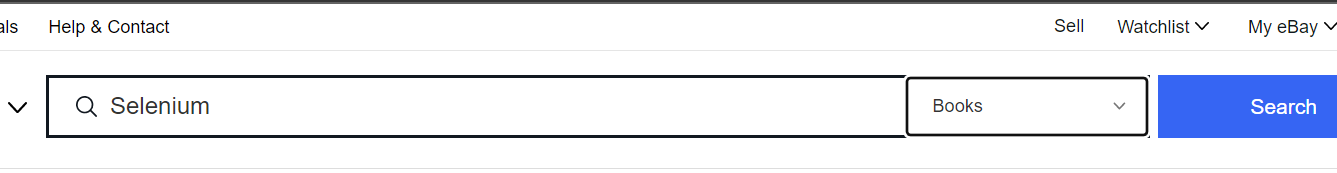 als Help & Contact Sell Watchlist My eBay
Selenium Books Search